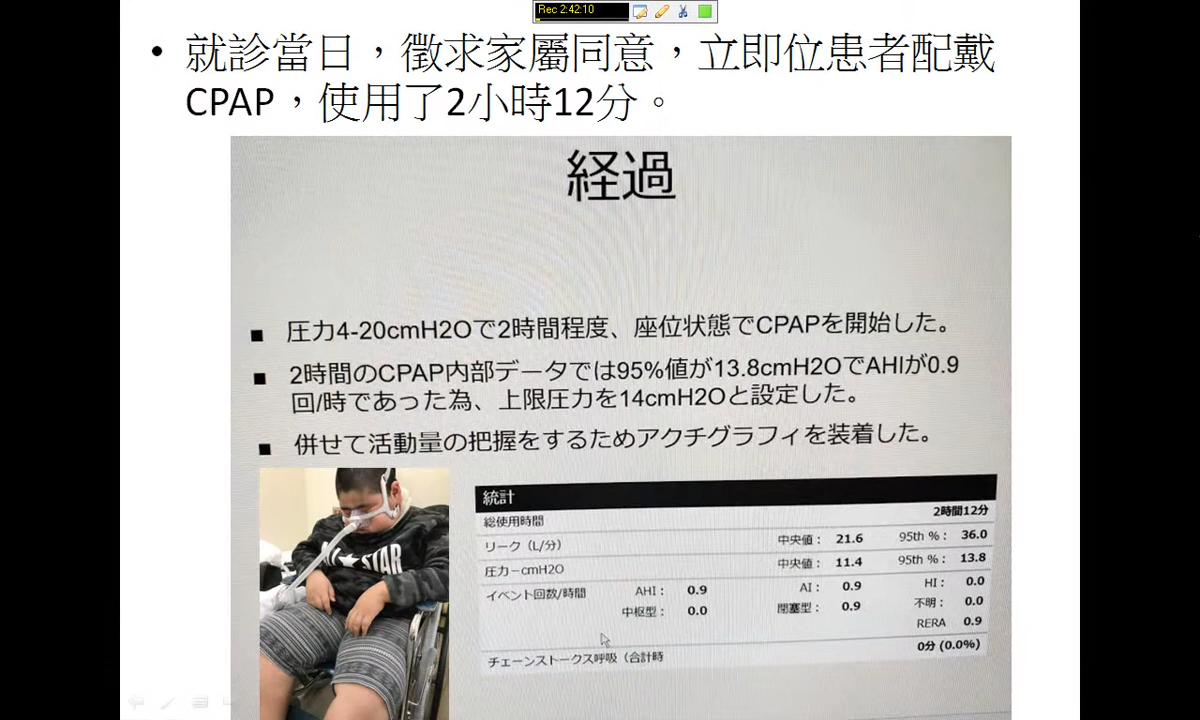 Rec 2:42:10
• 就診當日，徵求家屬同意，立即位患者配戴
CPAP，使用了2小時12分。
経過
■ 圧力4-20cmH2Oで2時間程度、座位状態でCPAPを開始した。
■ 2時間のCPAP内部データでは95%値が13.8cmH2OでAHIが0.9
回/時であった為、上限圧力を14cmH2Oと設定した。
■ 併せて活動量の把握をするためアクチグラフィを装着した。
ALL★STAR
統計
総使用時間 2時間12分
リーク（L/分） 中央値： 21.6 95th %： 36.0
圧力－cmH2O 中央値： 11.4 95th %： 13.8
イベント回数/時間 AHI： 0.9 AI： 0.9 HI： 0.0
中枢型： 0.0 閉塞型： 0.9 不明： 0.0
RERA 0.9
チェーンストークス呼吸（合計時 0分 (0.0%)